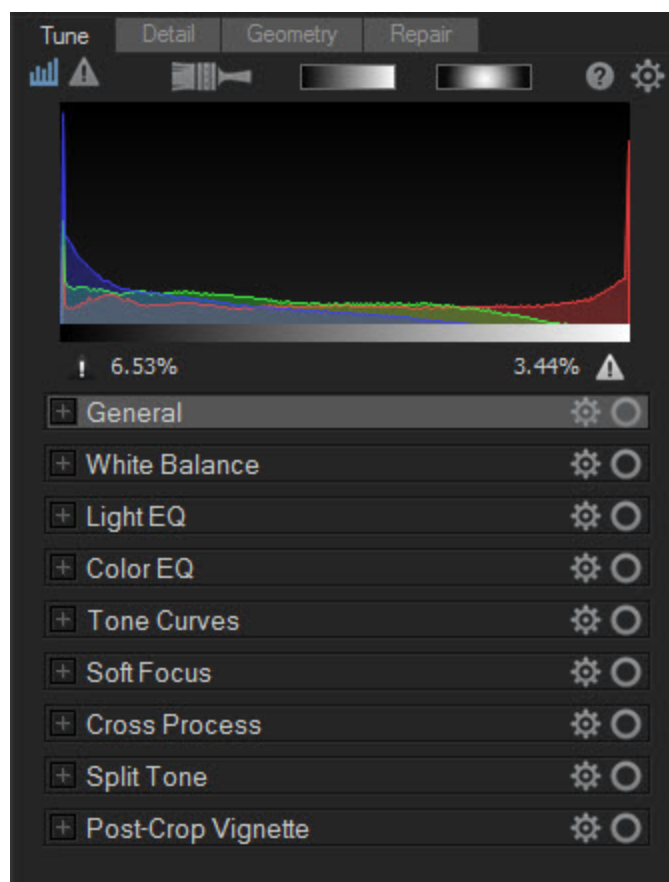 Tune Detail Geometry Repair
6.53% 3.44%
General
White Balance
Light EQ
Color EQ
Tone Curves
Soft Focus
Cross Process
Split Tone
Post-Crop Vignette